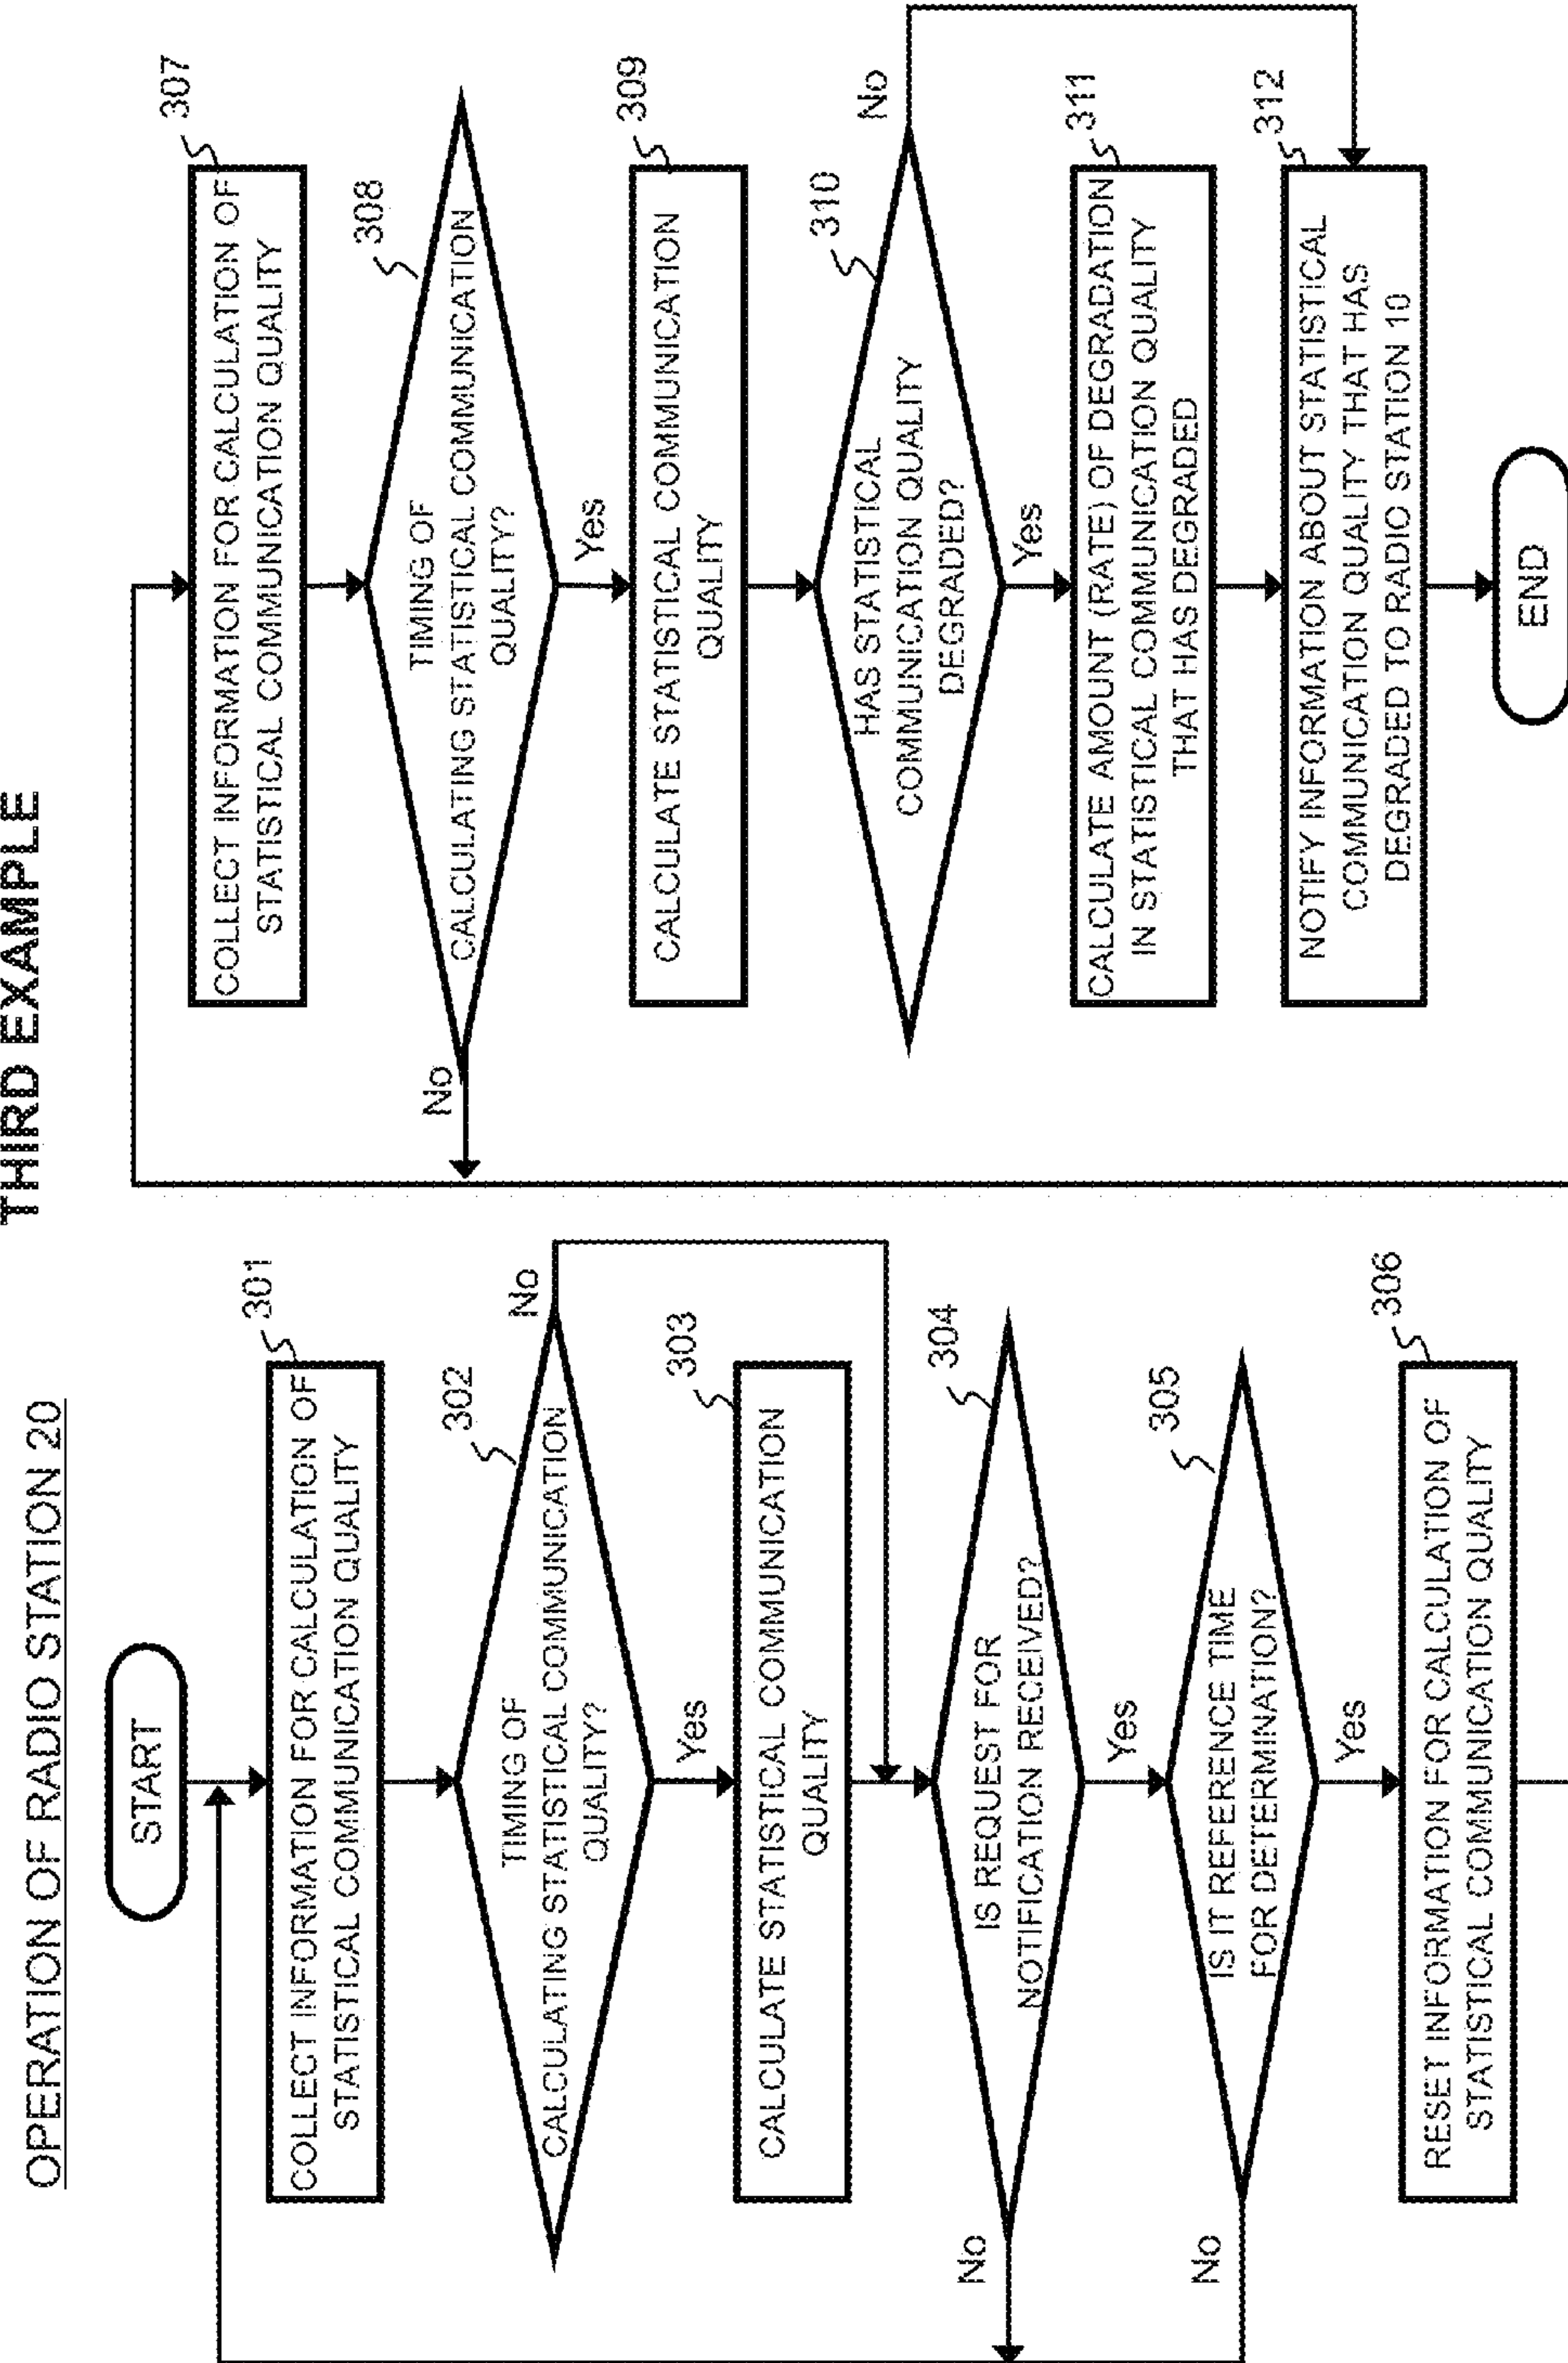 THIRD EXAMPLE
OPERATION OF RADIO STATION 20
START
301
COLLECT INFORMATION FOR CALCULATION OF
STATISTICAL COMMUNICATION QUALITY
302
TIMING OF
CALCULATING STATISTICAL COMMUNICATION
QUALITY?
No
Yes
303
CALCULATE STATISTICAL COMMUNICATION
QUALITY
304
IS REQUEST FOR
NOTIFICATION RECEIVED?
No
Yes
305
IS IT REFERENCE TIME
FOR DETERMINATION?
No
Yes
306
RESET INFORMATION FOR CALCULATION OF
STATISTICAL COMMUNICATION QUALITY
307
COLLECT INFORMATION FOR CALCULATION OF
STATISTICAL COMMUNICATION QUALITY
308
TIMING OF
CALCULATING STATISTICAL COMMUNICATION
QUALITY?
No
Yes
309
CALCULATE STATISTICAL COMMUNICATION
QUALITY
310
HAS STATISTICAL
COMMUNICATION QUALITY
DEGRADED?
No
Yes
311
CALCULATE AMOUNT (RATE) OF DEGRADATION
IN STATISTICAL COMMUNICATION QUALITY
THAT HAS DEGRADED
312
NOTIFY INFORMATION ABOUT STATISTICAL
COMMUNICATION QUALITY THAT HAS
DEGRADED TO RADIO STATION 10
END